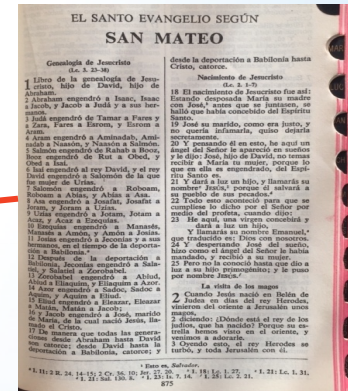 EL SANTO EVANGELIO SEGÚN
SAN MATEO
Genealogía de Jesucristo
(Lc. 3. 23-38)
1 Libro de la genealogía de Jesu-
cristo, hijo de David, hijo de
Abraham.
2 Abraham engendró a Isaac, Isaac
a Jacob, y Jacob a Judá y a sus her-
manos.
3 Judá engendró de Tamar a Fares y
a Zara, Fares a Esrom, y Esrom a
Aram.
4 Aram engendró a Aminadab, Ami-
nadab a Naasón, y Naasón a Salmón.
5 Salmón engendró de Rahab a Booz,
Booz engendró de Rut a Obed, y
Obed a Isaí.
6 Isaí engendró al rey David, y el rey
David engendró a Salomón de la que
fue mujer de Urías.
7 Salomón engendró a Roboam,
Roboam a Abías, y Abías a Asa.
8 Asa engendró a Josafat, Josafat a
Joram, y Joram a Uzías.
9 Uzías engendró a Jotam, Jotam a
Acaz, y Acaz a Ezequías.
10 Ezequías engendró a Manasés,
Manasés a Amón, y Amón a Josías.
11 Josías engendró a Jeconías y a sus
hermanos, en el tiempo de la deporta-
ción a Babilonia.
12 Después de la deportación a
Babilonia, Jeconías engendró a Sala-
tiel, y Salatiel a Zorobabel.
13 Zorobabel engendró a Abiud,
Abiud a Eliaquim, y Eliaquim a Azor.
14 Azor engendró a Sadoc, Sadoc a
Aquim, y Aquim a Eliud.
15 Eliud engendró a Eleazar, Eleazar
a Matán, Matán a Jacob;
16 y Jacob engendró a José, marido
de María, de la cual nació Jesús, lla-
mado el Cristo.
17 De manera que todas las genera-
ciones desde Abraham hasta David
son catorce; desde David hasta la
deportación a Babilonia, catorce; y
desde la deportación a Babilonia hasta
Cristo, catorce.
Nacimiento de Jesucristo
(Lc. 2. 1-7)
18 El nacimiento de Jesucristo fue así:
Estando desposada María su madre
con José, antes que se juntasen, se
halló que había concebido del Espíritu
Santo.
19 José su marido, como era justo, y
no quería infamarla, quiso dejarla
secretamente.
20 Y pensando él en esto, he aquí un
ángel del Señor le apareció en sueños
y le dijo: José, hijo de David, no temas
recibir a María tu mujer, porque lo
que en ella es engendrado, del Espí-
ritu Santo es.
21 Y dará a luz un hijo, y llamarás su
nombre JESÚS, porque él salvará a
su pueblo de sus pecados.
22 Todo esto aconteció para que se
cumpliese lo dicho por el Señor por
medio del profeta, cuando dijo:
23 He aquí, una virgen concebirá y
dará a luz un hijo,
Y llamarás su nombre Emanuel,
que traducido es: Dios con nosotros.
24 Y despertando José del sueño,
hizo como el ángel del Señor le había
mandado, y recibió a su mujer.
25 Pero no la conoció hasta que dio a
luz a su hijo primogénito; y le puso
por nombre JESÚS.
La visita de los magos
2 Cuando Jesús nació en Belén de
Judea en días del rey Herodes,
vinieron del oriente a Jerusalén unos
magos,
2 diciendo: ¿Dónde está el rey de los
judíos, que ha nacido? Porque su es-
trella hemos visto en el oriente, y
venimos a adorarle.
3 Oyendo esto, el rey Herodes se
turbó, y toda Jerusalén con él.
Esto es, Salvador.
875